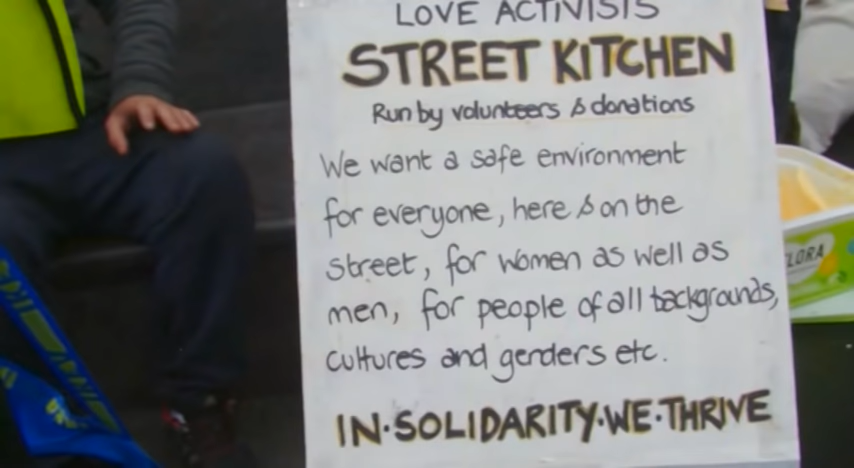 LOVE ACTIVISTS
STREET KITCHEN
Run by volunteers & donations
We want a safe environment
for everyone, here & on the
street, for women as well as
men, for people of all backgrounds,
cultures and genders etc.
IN·SOLIDARITY·WE·THRIVE
FLORA